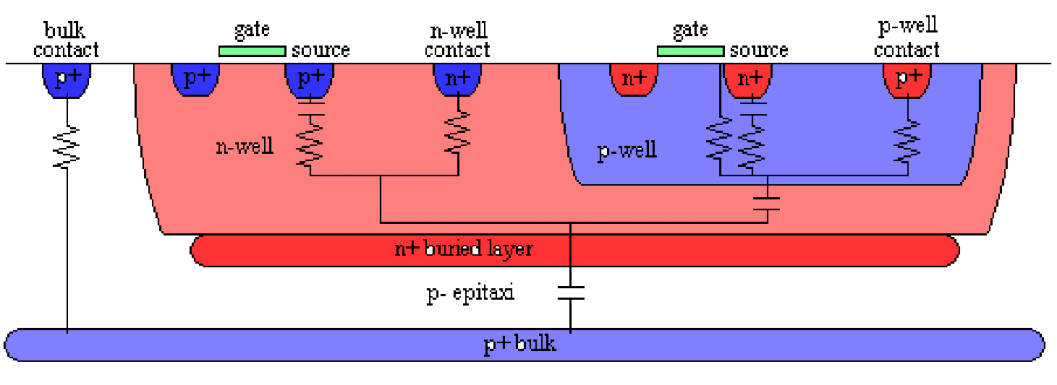 bulk
contact
gate
source
n-well
contact
gate
source
p-well
contact
p+
p+
p+
n+
n+
n+
p+
n-well
p-well
n+ buried layer
p- epitaxi
p+ bulk